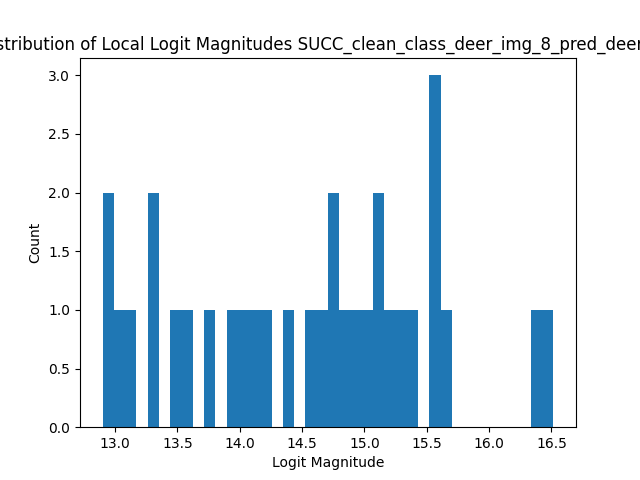 stribution of Local Logit Magnitudes SUCC_clean_class_deer_img_8_pred_deer
3.0
2.5
2.0
1.5
1.0
0.5
0.0
Count
13.0 13.5 14.0 14.5 15.0 15.5 16.0 16.5
Logit Magnitude